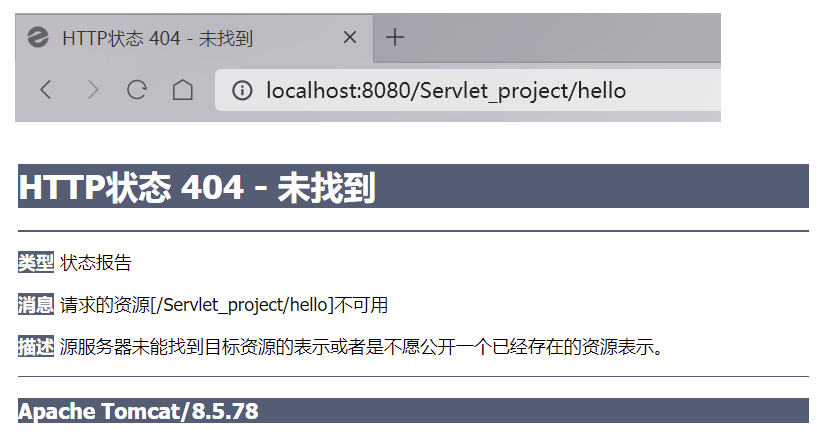 HTTP状态 404 - 未找到
localhost:8080/Servlet_project/hello
HTTP状态 404 - 未找到
类型 状态报告
消息 请求的资源[/Servlet_project/hello]不可用
描述 源服务器未能找到目标资源的表示或者是不愿公开一个已经存在的资源表示。
Apache Tomcat/8.5.78